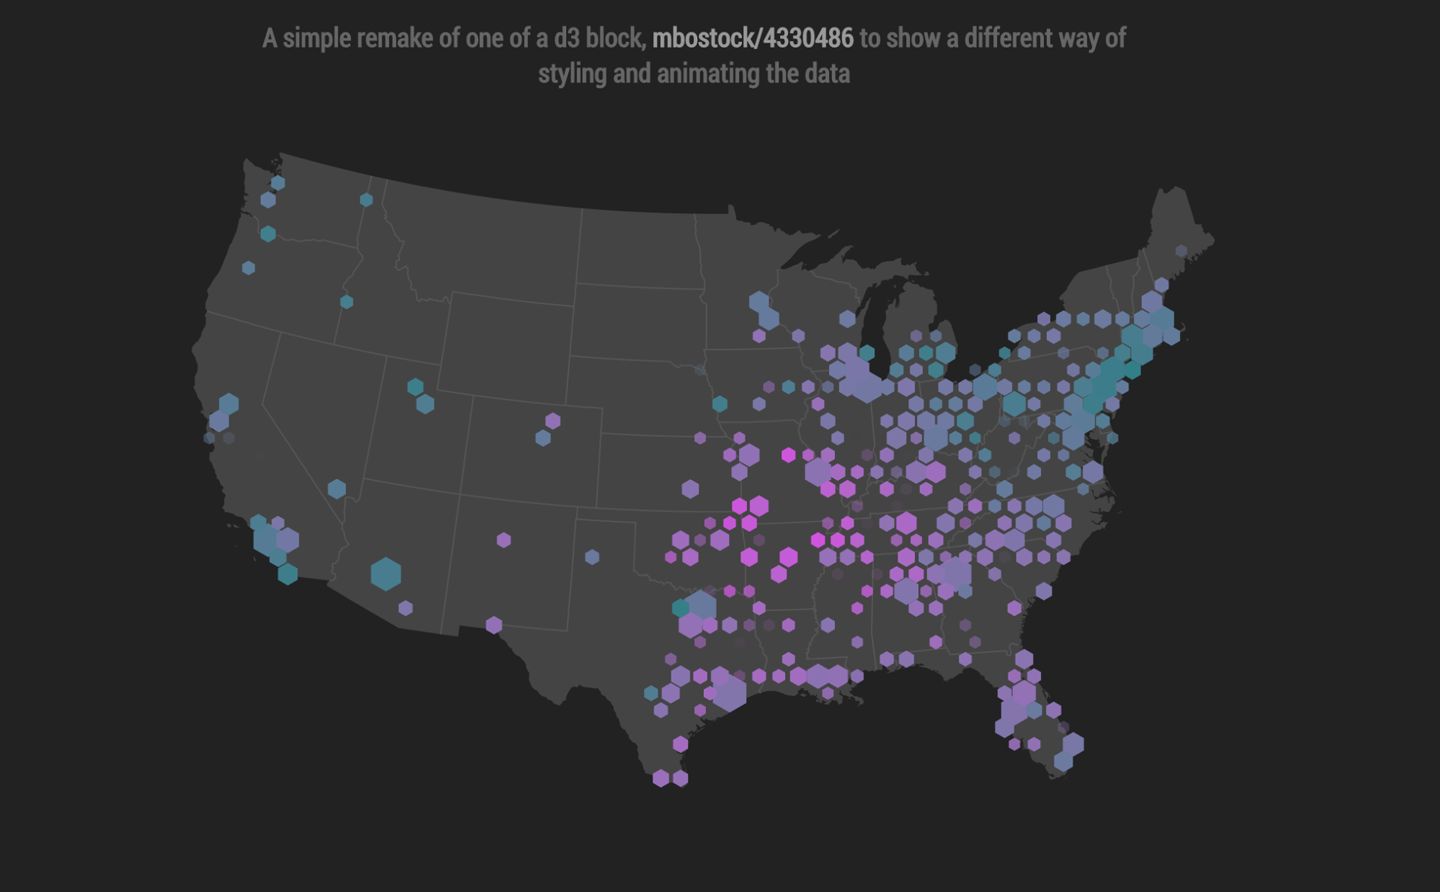 A simple remake of one of a d3 block, mbostock/4330486 to show a different way of
styling and animating the data